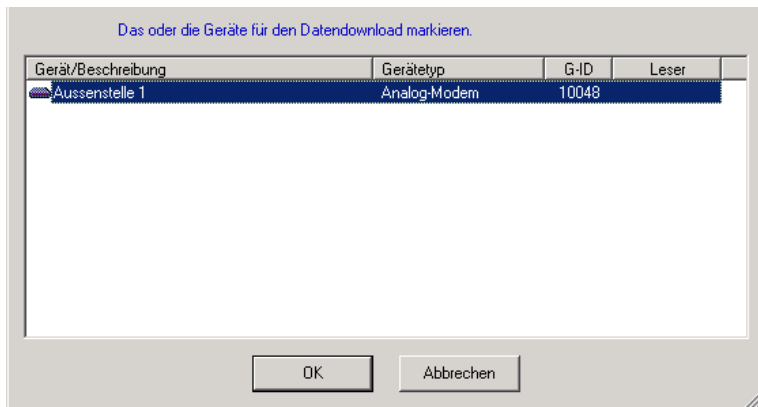 Das oder die Geräte für den Datendownload markieren.
Gerät/Beschreibung Gerätetyp G-ID Leser
Aussenstelle 1 Analog-Modem 10048
OK Abbrechen